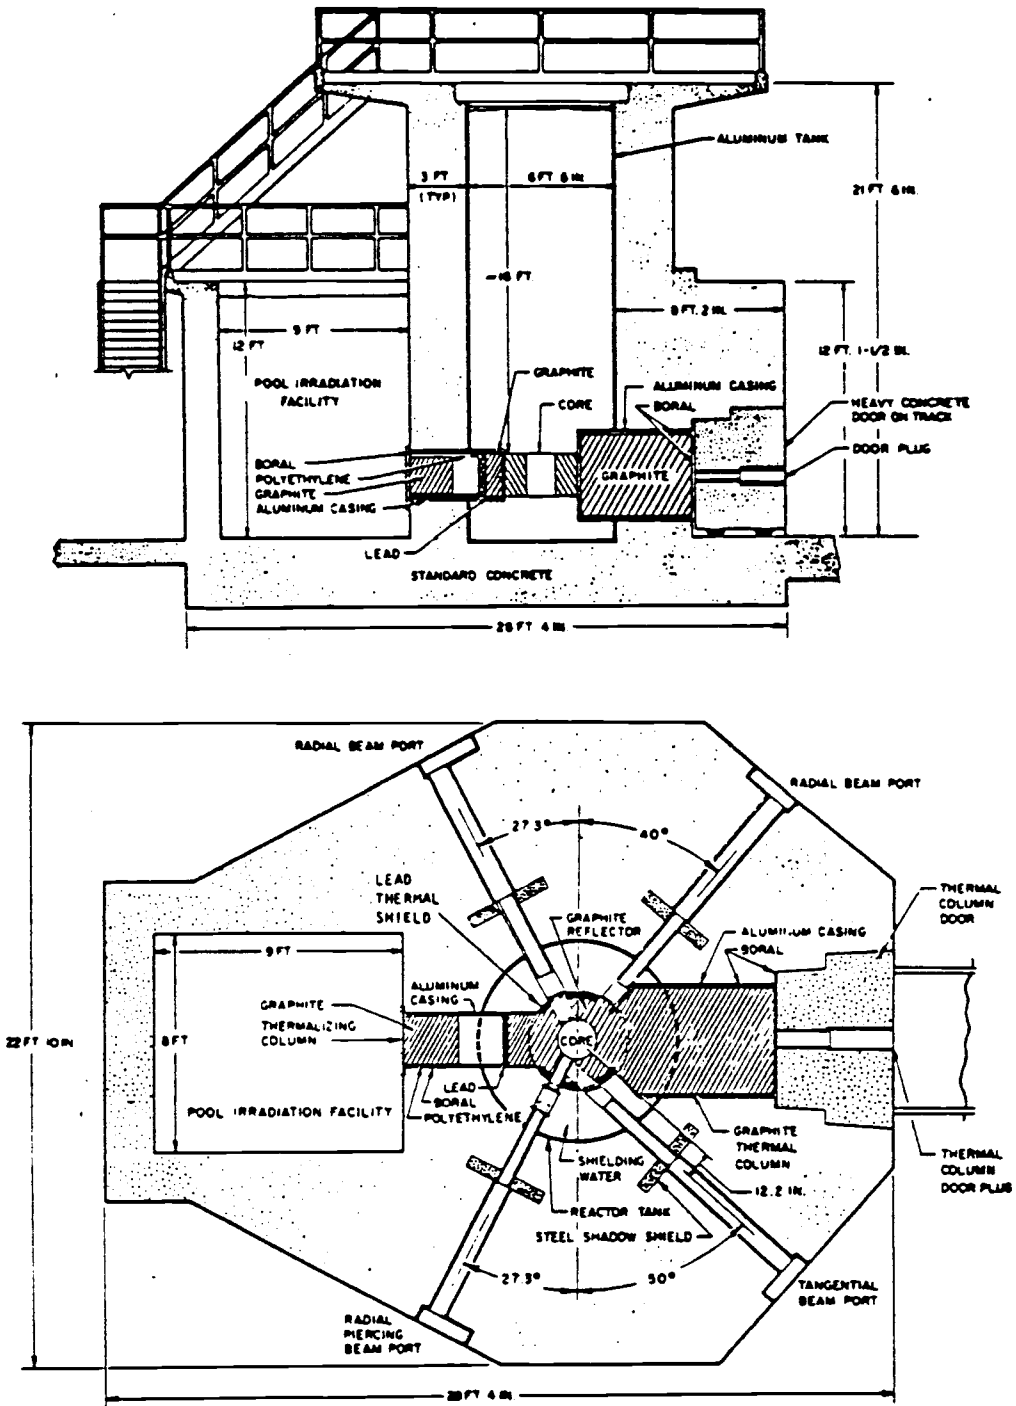 ALUMINUM TANK
3 FT
(TYP)
6 FT 6 IN.
21 FT 6 IN.
~16 FT.
8 FT. 2 IN.
9 FT
12 FT
12 FT. 1-1/2 IN.
POOL IRRADIATION
FACILITY
GRAPHITE
CORE
ALUMINUM CASING
BORAL
HEAVY CONCRETE
DOOR ON TRACK
DOOR PLUG
GRAPHITE
BORAL
POLYETHYLENE
GRAPHITE
ALUMINUM CASING
LEAD
STANDARD CONCRETE
28 FT 4 IN.
RADIAL BEAM PORT
RADIAL BEAM PORT
27.3°
40°
LEAD
THERMAL
SHIELD
GRAPHITE
REFLECTOR
THERMAL
COLUMN
DOOR
ALUMINUM CASING
BORAL
9 FT
ALUMINUM
CASING
GRAPHITE
THERMALIZING
COLUMN
CORE
22 FT 10 IN
8 FT
LEAD
BORAL
POLYETHYLENE
POOL IRRADIATION FACILITY
GRAPHITE
THERMAL
COLUMN
SHIELDING
WATER
THERMAL
COLUMN
DOOR PLUG
12.2 IN.
REACTOR TANK
STEEL SHADOW SHIELD
27.3°
50°
TANGENTIAL
BEAM PORT
RADIAL
PIERCING
BEAM PORT
28 FT 4 IN.